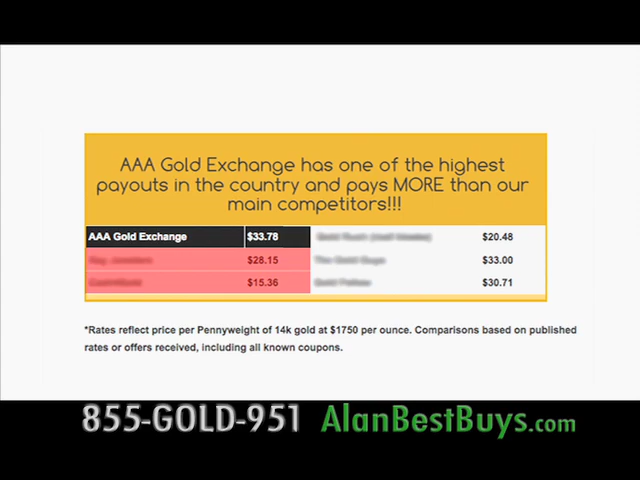 AAA Gold Exchange has one of the highest
payouts in the country and pays MORE than our
main competitors!!!
AAA Gold Exchange $33.78 $20.48
$28.15 $33.00
$15.36 $30.71
*Rates reflect price per Pennyweight of 14k gold at $1750 per ounce. Comparisons based on published
rates or offers received, including all known coupons.
855-GOLD-951 AlanBestBuys.com